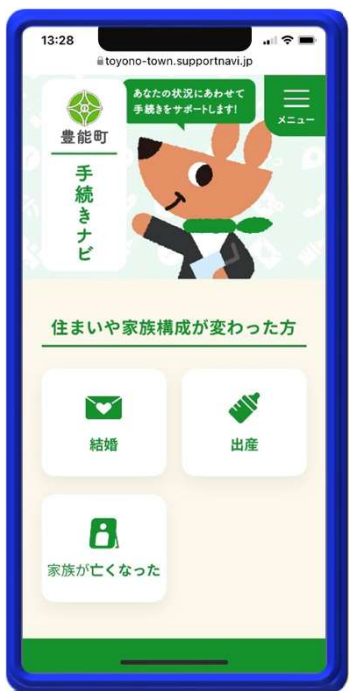 13:28
toyono-town.supportnavi.jp
あなたの状況にあわせて
手続きをサポートします!
メニュー
豊能町
手続きナビ
住まいや家族構成が変わった方
結婚
出産
家族が亡くなった